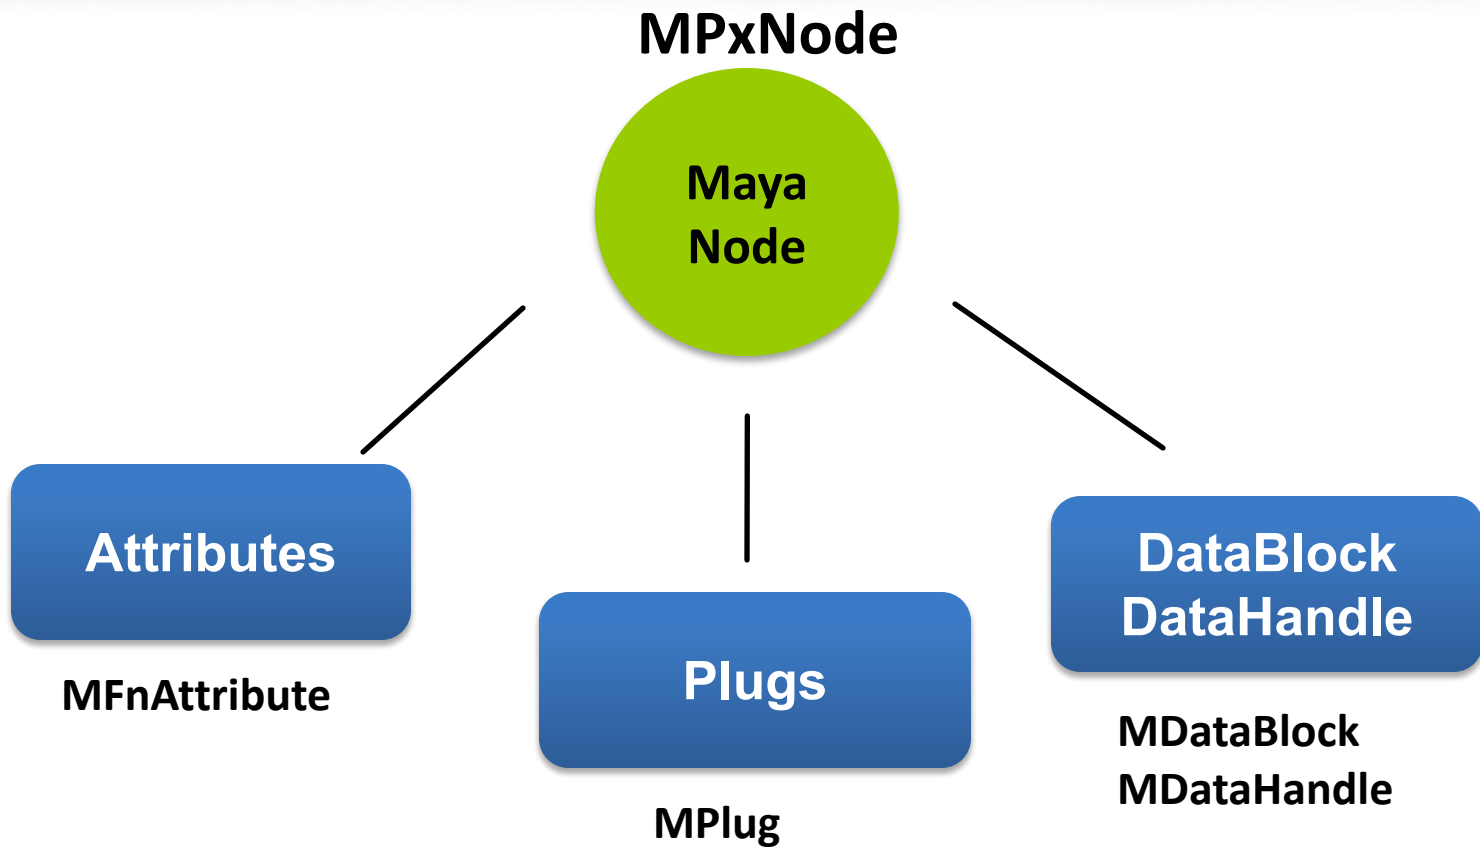 MPxNode
Maya
Node
Attributes
MFnAttribute
Plugs
MPlug
DataBlock
DataHandle
MDataBlock
MDataHandle